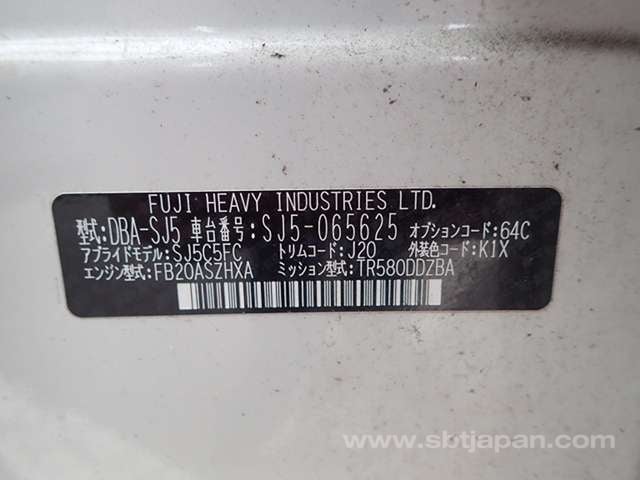 FUJI HEAVY INDUSTRIES LTD.
型式:DBA-SJ5 車台番号:SJ5-065625 オプションコード:64C
アプライドモデル:SJ5C5FC トリムコード:J20 外装色コード:K1X
エンジン型式:FB20ASZHXA ミッション型式:TR580DDZBA
www.sbtjapan.com/